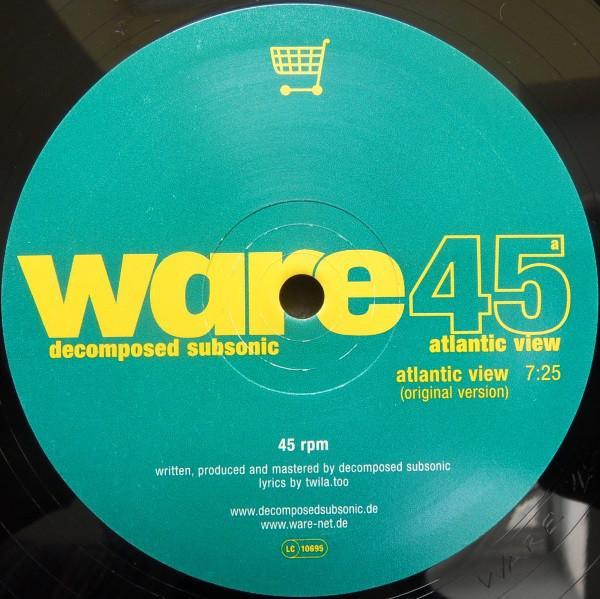 ware 45 a
decomposed subsonic atlantic view
atlantic view 7:25
(original version)
45 rpm
written, produced and mastered by decomposed subsonic
lyrics by twila.too
www.decomposedsubsonic.de
www.ware-net.de
LC 10695
WARE